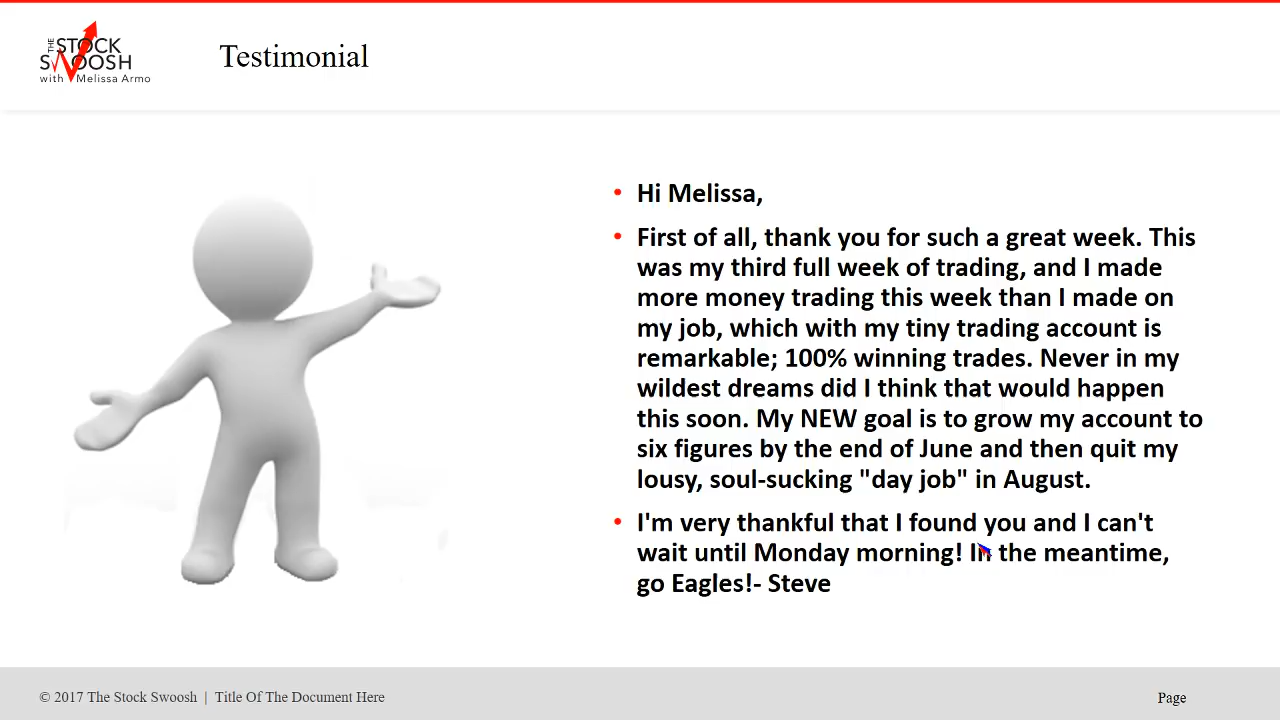 THE STOCK
SWOOSH
with Melissa Armo
Testimonial
• Hi Melissa,
• First of all, thank you for such a great week. This
was my third full week of trading, and I made
more money trading this week than I made on
my job, which with my tiny trading account is
remarkable; 100% winning trades. Never in my
wildest dreams did I think that would happen
this soon. My NEW goal is to grow my account to
six figures by the end of June and then quit my
lousy, soul-sucking "day job" in August.
• I'm very thankful that I found you and I can't
wait until Monday morning! In the meantime,
go Eagles!- Steve
© 2017 The Stock Swoosh | Title Of The Document Here
Page